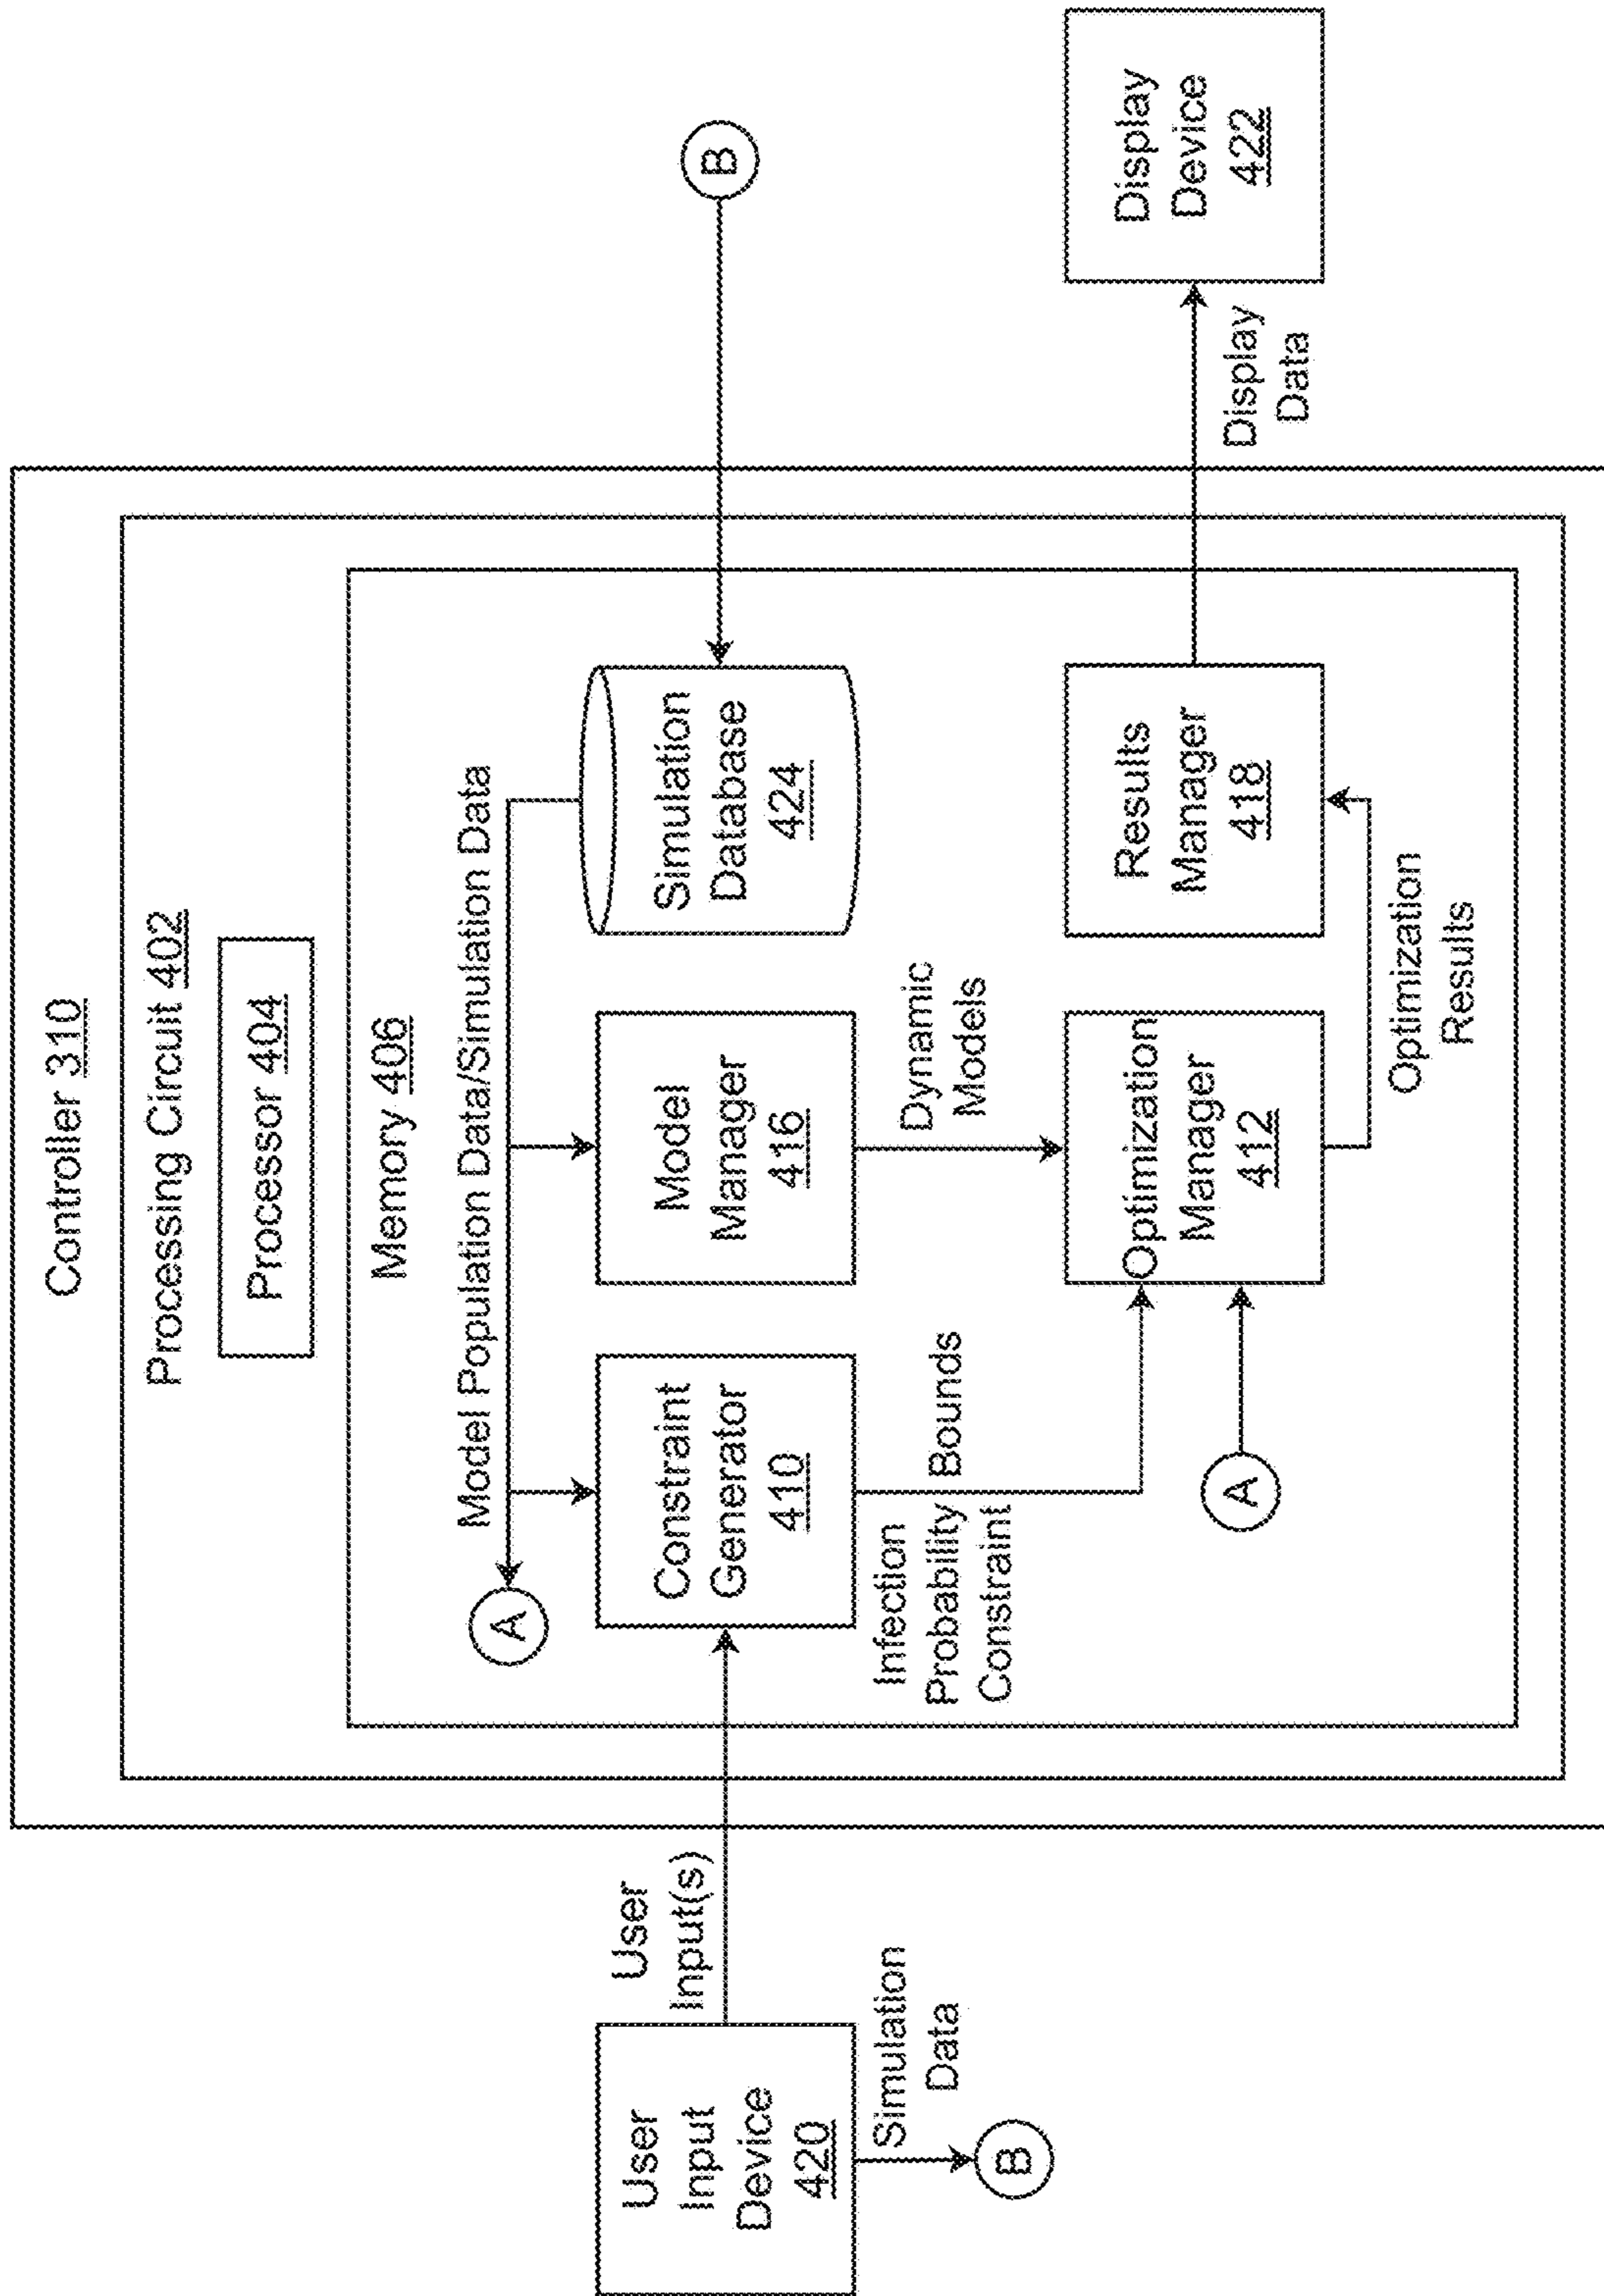 Controller 310
Processing Circuit 402
Processor 404
Memory 406
Model Population Data/Simulation Data
A
User
Input
Device
420
User
Input(s)
Simulation
Data
B
Constraint
Generator
410
Model
Manager
416
Simulation
Database
424
B
Infection
Probability
Constraint
Bounds
Dynamic
Models
A
Optimization
Manager
412
Results
Manager
418
Optimization
Results
Display
Data
Display
Device
422